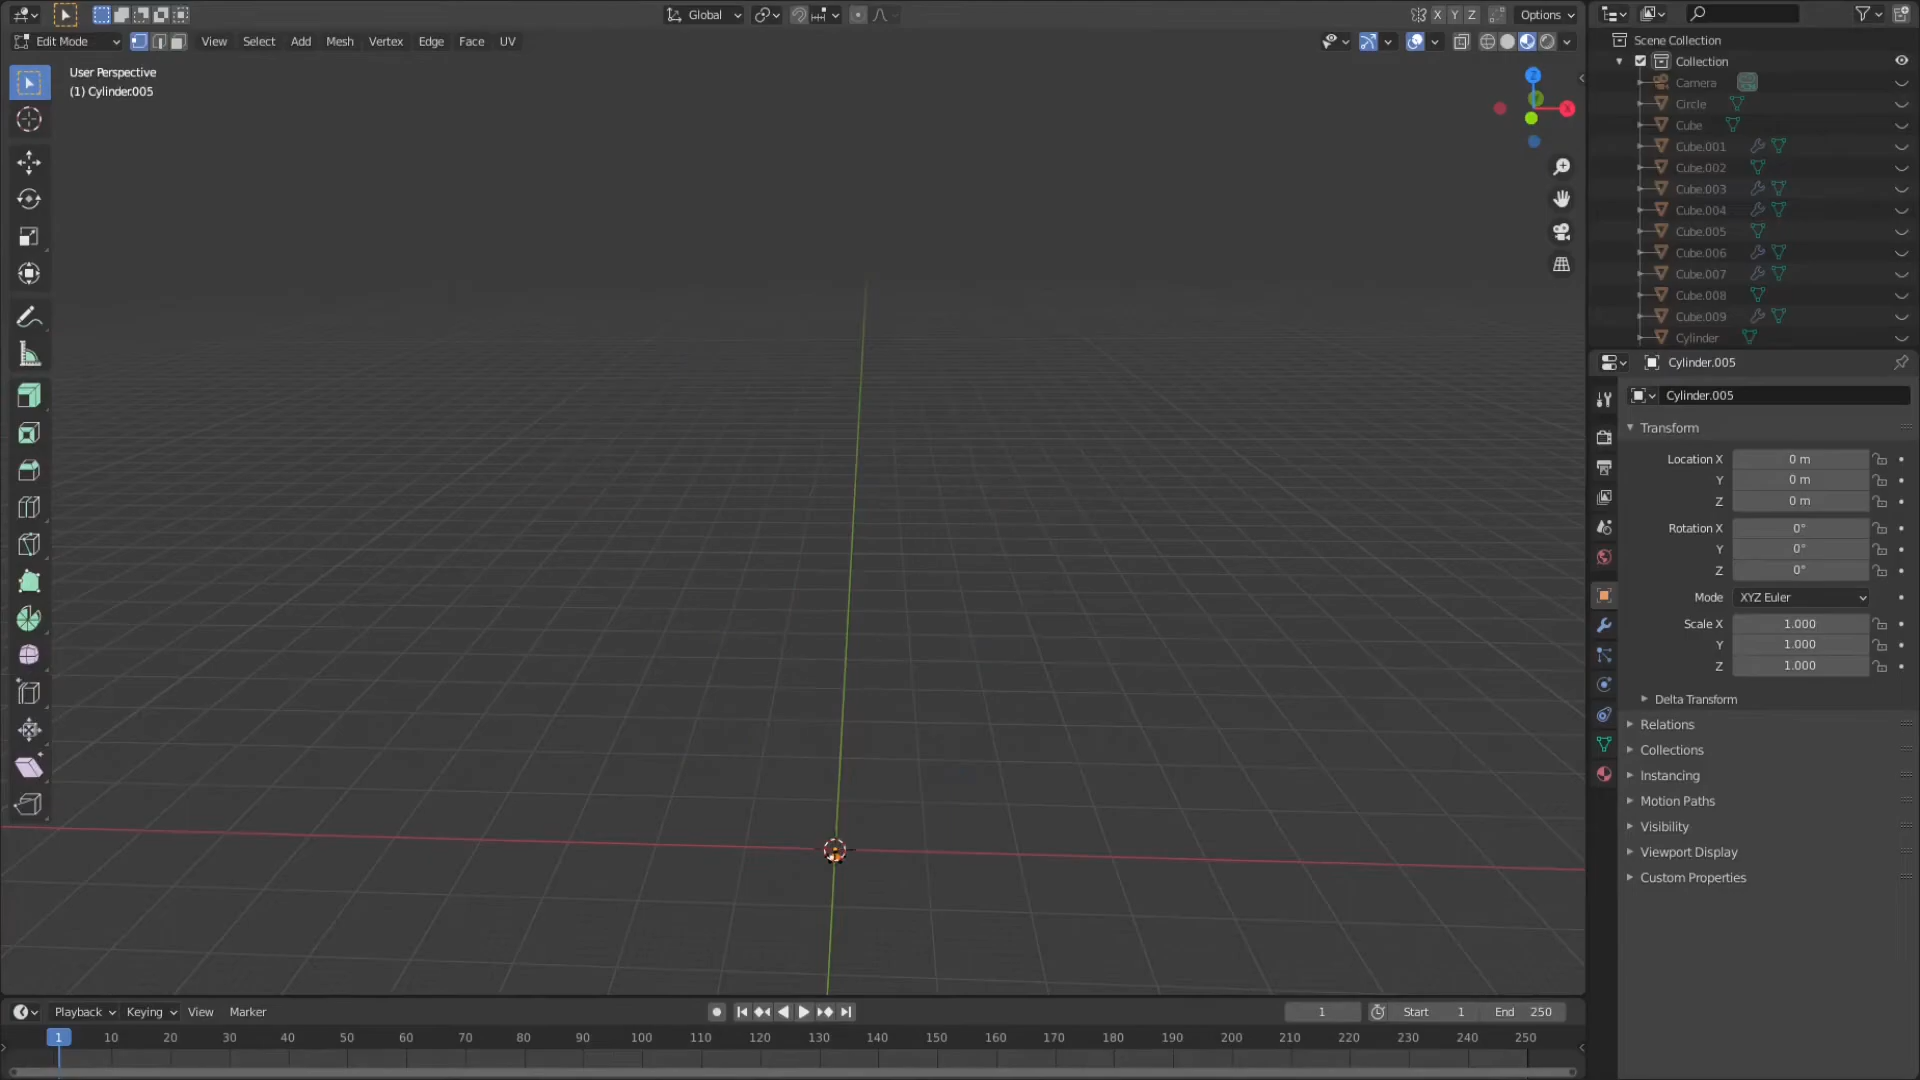 Global
X Y Z
Options
Edit Mode
View Select Add Mesh Vertex Edge Face UV
User Perspective
(1) Cylinder.005
Z
X
Scene Collection
Collection
Camera
Circle
Cube
Cube.001
Cube.002
Cube.003
Cube.004
Cube.005
Cube.006
Cube.007
Cube.008
Cube.009
Cylinder
Cylinder.005
Cylinder.005
Transform
Location X 0 m
Y 0 m
Z 0 m
Rotation X 0°
Y 0°
Z 0°
Mode XYZ Euler
Scale X 1.000
Y 1.000
Z 1.000
Delta Transform
Relations
Collections
Instancing
Motion Paths
Visibility
Viewport Display
Custom Properties
Playback Keying View Marker
1 Start 1 End 250
1 10 20 30 40 50 60 70 80 90 100 110 120 130 140 150 160 170 180 190 200 210 220 230 240 250